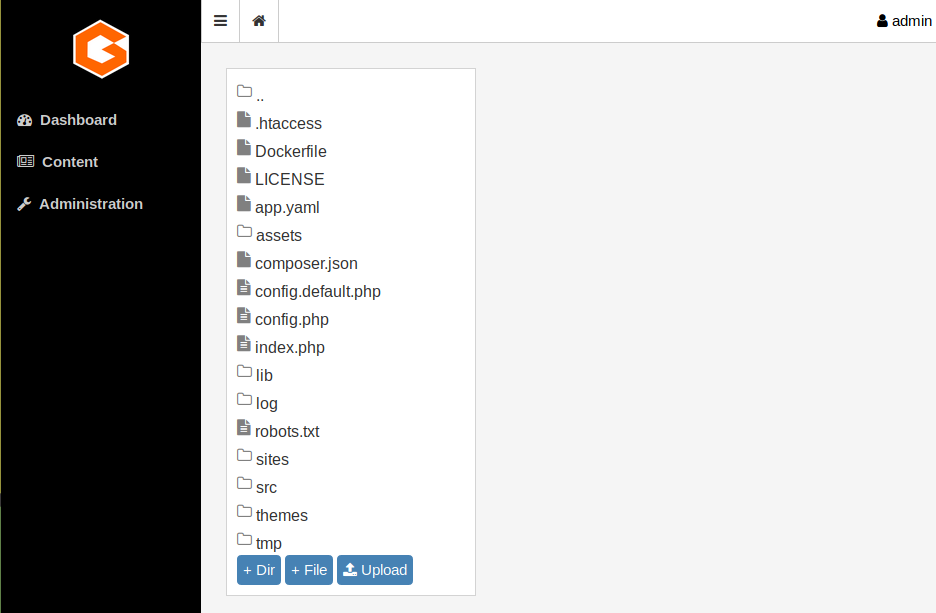 admin
Dashboard
Content
Administration
..
.htaccess
Dockerfile
LICENSE
app.yaml
assets
composer.json
config.default.php
config.php
index.php
lib
log
robots.txt
sites
src
themes
tmp
+ Dir + File Upload